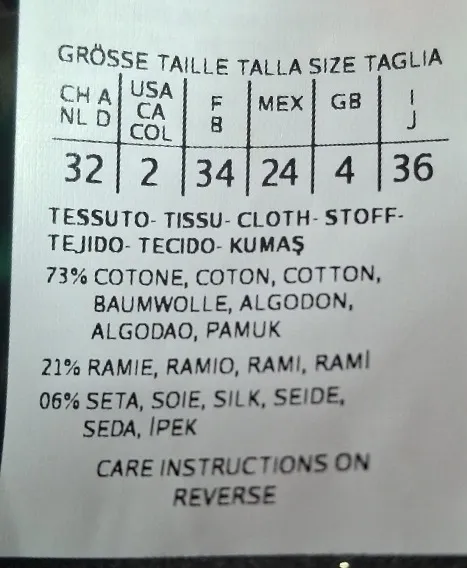 GRÖSSE TAILLE TALLA SIZE TAGLIA
CH A NL D | USA CA COL | F B | MEX | GB | I J
32 | 2 | 34 | 24 | 4 | 36
TESSUTO- TISSU- CLOTH- STOFF-
TEJIDO- TECIDO- KUMAŞ
73% COTONE, COTON, COTTON,
BAUMWOLLE, ALGODON,
ALGODAO, PAMUK
21% RAMIE, RAMIO, RAMI, RAMİ
06% SETA, SOIE, SILK, SEIDE,
SEDA, İPEK
CARE INSTRUCTIONS ON
REVERSE